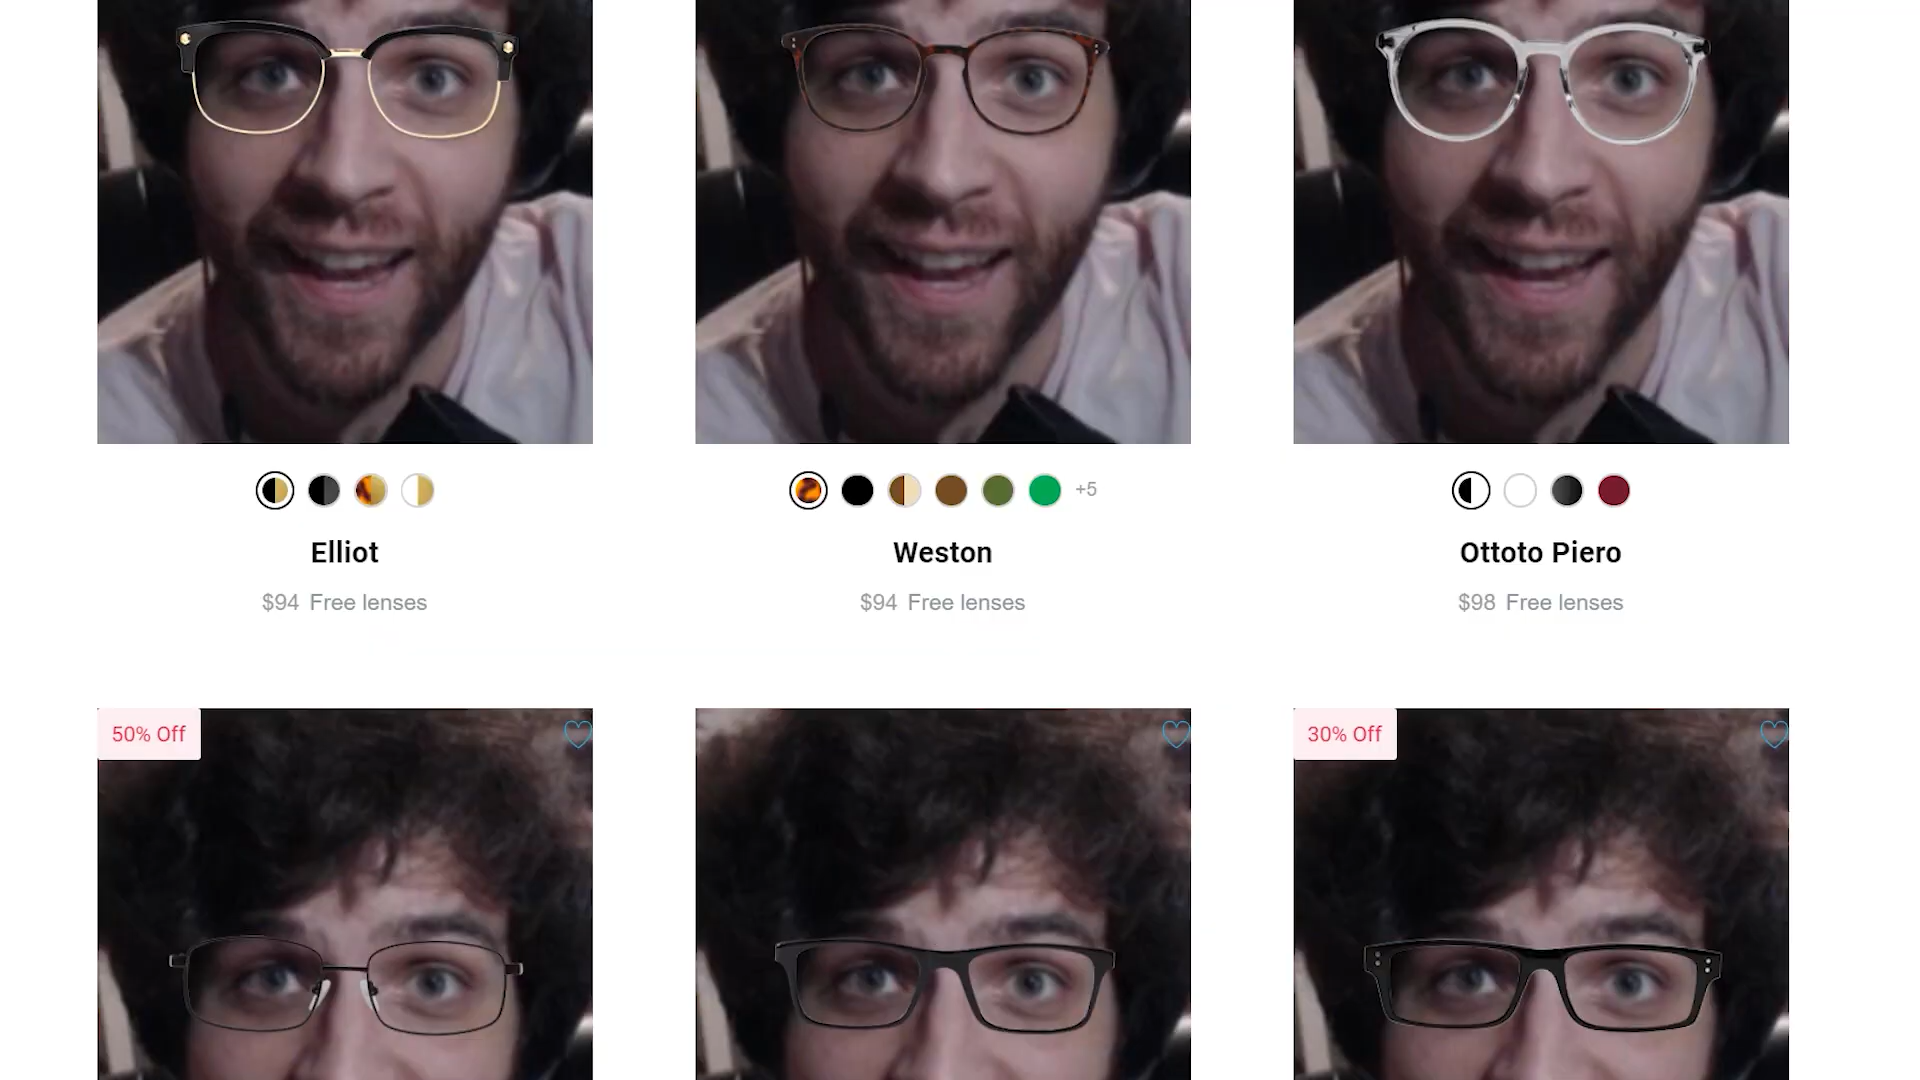 +5
Elliot
Weston
Ottoto Piero
$94 Free lenses
$94 Free lenses
$98 Free lenses
50% Off
30% Off